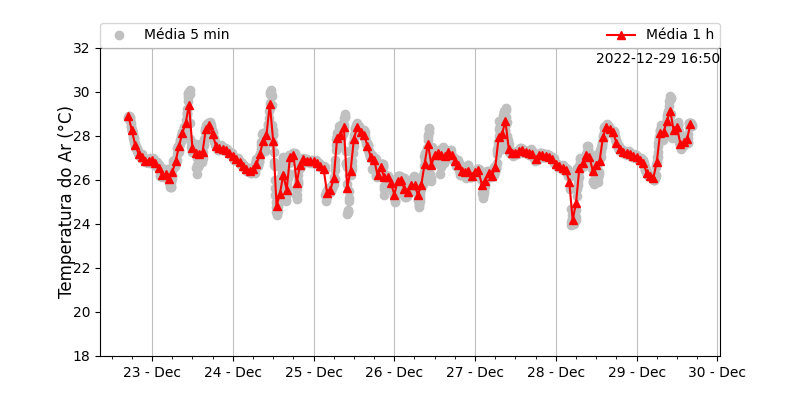 Média 5 min
Média 1 h
2022-12-29 16:50
Temperatura do Ar (°C)
32
30
28
26
24
22
20
18
23 - Dec
24 - Dec
25 - Dec
26 - Dec
27 - Dec
28 - Dec
29 - Dec
30 - Dec